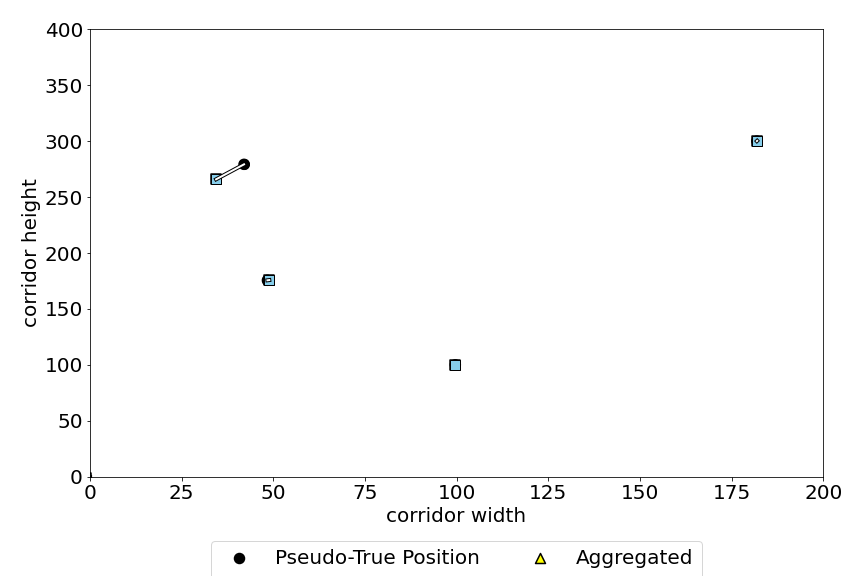 400
350
300
250
200
150
100
50
0
corridor height
0 25 50 75 100 125 150 175 200
corridor width
Pseudo-True Position Aggregated